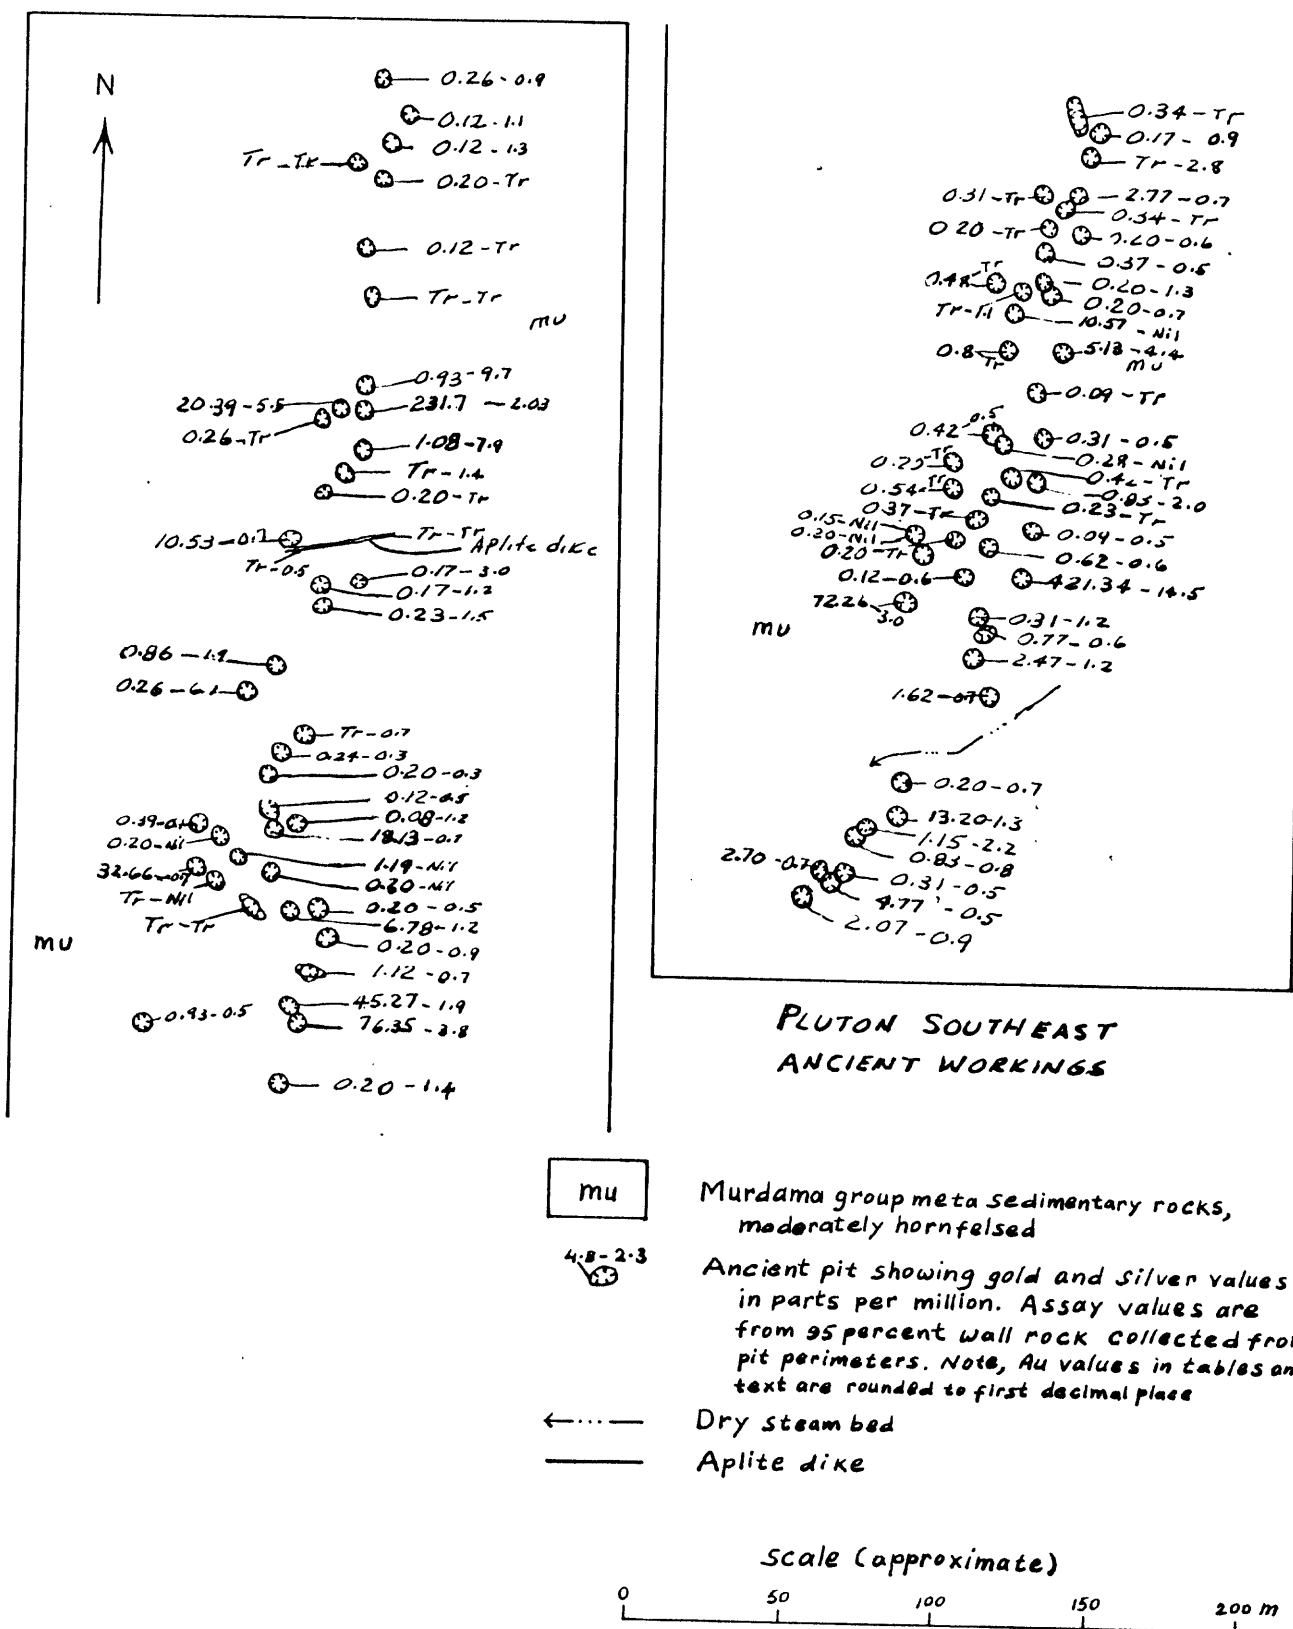 N
0.26-0.9
0.12-1.1
0.12-1.3
Tr-Tr
0.20-Tr
0.12-Tr
Tr-Tr
mu
0.93-9.7
20.39-5.5
231.7-2.03
0.26-Tr
1.08-7.9
Tr-1.4
0.20-Tr
Tr-Tr
Aplite dike
Tr-0.5
0.17-3.0
0.17-1.2
0.23-1.5
0.26-6.1
Tr-0.7
0.24-0.3
0.20-0.3
0.12-0.5
0.08-1.2
18.13-0.7
0.20-Nil
1.19-Nil
0.20-Nil
Tr-Nil
Tr-Tr
0.20-0.5
6.78-1.2
mu
0.20-0.9
1.12-0.7
0.93-0.5
45.27-1.9
76.35-3.8
0.20-1.4
0.34-Tr
0.17-0.9
Tr-2.8
0.31-Tr
2.77-0.7
0.34-Tr
0.20-Tr
0.20-0.6
0.37-0.5
0.48-Tr
0.20-1.3
Tr-1.1
0.20-0.7
10.57-Nil
0.8-Tr
5.13-4.4
mu
0.09-Tr
0.42-0.5
0.31-0.5
0.28-Nil
0.54-Tr
0.23-Tr
0.37-Tr
0.15-Nil
0.20-Nil
0.20-Tr
0.09-0.5
0.62-0.6
0.12-0.6
421.34-14.5
72.26-3.0
mu
0.31-1.2
0.77-0.6
2.47-1.2
1.62-0.7
0.20-0.7
13.20-1.3
1.15-2.2
0.83-0.8
2.70-0.7
0.31-0.5
4.77-0.5
2.07-0.9
PLUTON SOUTHEAST
ANCIENT WORKINGS
mu
Murdama group meta sedimentary rocks,
moderately hornfelsed
4.8-2.3
Ancient pit showing gold and silver values
in parts per million. Assay values are
from 95 percent wall rock collected from
pit perimeters. Note, Au values in tables an
text are rounded to first decimal place
Dry steam bed
Aplite dike
scale (approximate)
0 50 100 150 200 m